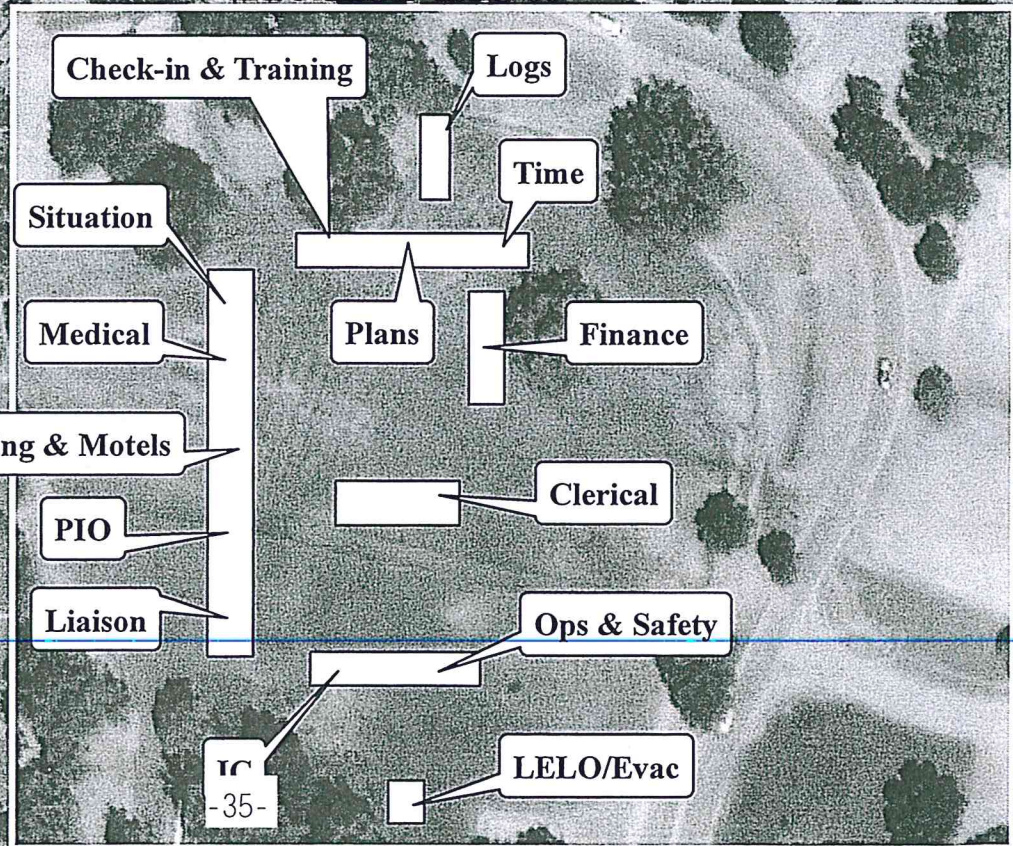 Check-in & Training
Logs
Time
Situation
Medical
Plans
Finance
ng & Motels
Clerical
PIO
Liaison
Ops & Safety
IC
-35-
LELO/Evac